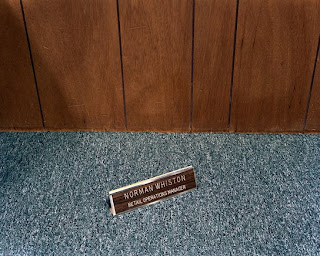 NORMAN WHISTON
RETAIL OPERATIONS MANAGER